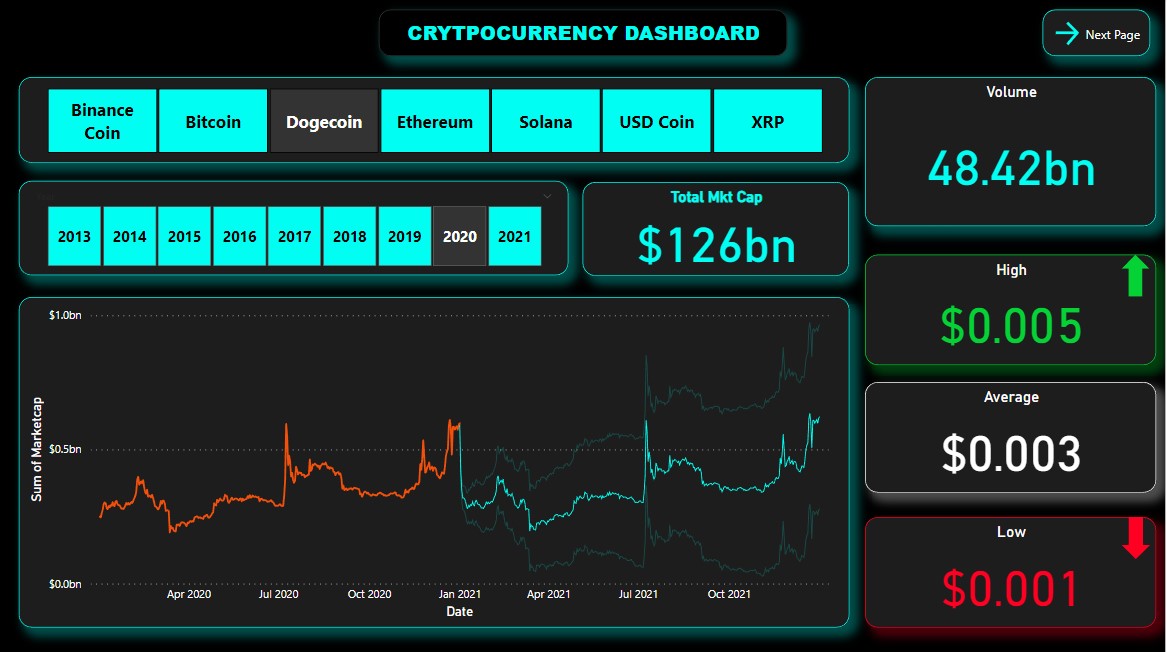 CRYTPOCURRENCY DASHBOARD
Next Page
Binance
Coin
Bitcoin
Dogecoin
Ethereum
Solana
USD Coin
XRP
Volume
48.42bn
2013
2014
2015
2016
2017
2018
2019
2020
2021
Total Mkt Cap
$126bn
High
$0.005
Average
$0.003
Low
$0.001
Sum of Marketcap
$1.0bn
$0.5bn
$0.0bn
Apr 2020
Jul 2020
Oct 2020
Jan 2021
Apr 2021
Jul 2021
Oct 2021
Date